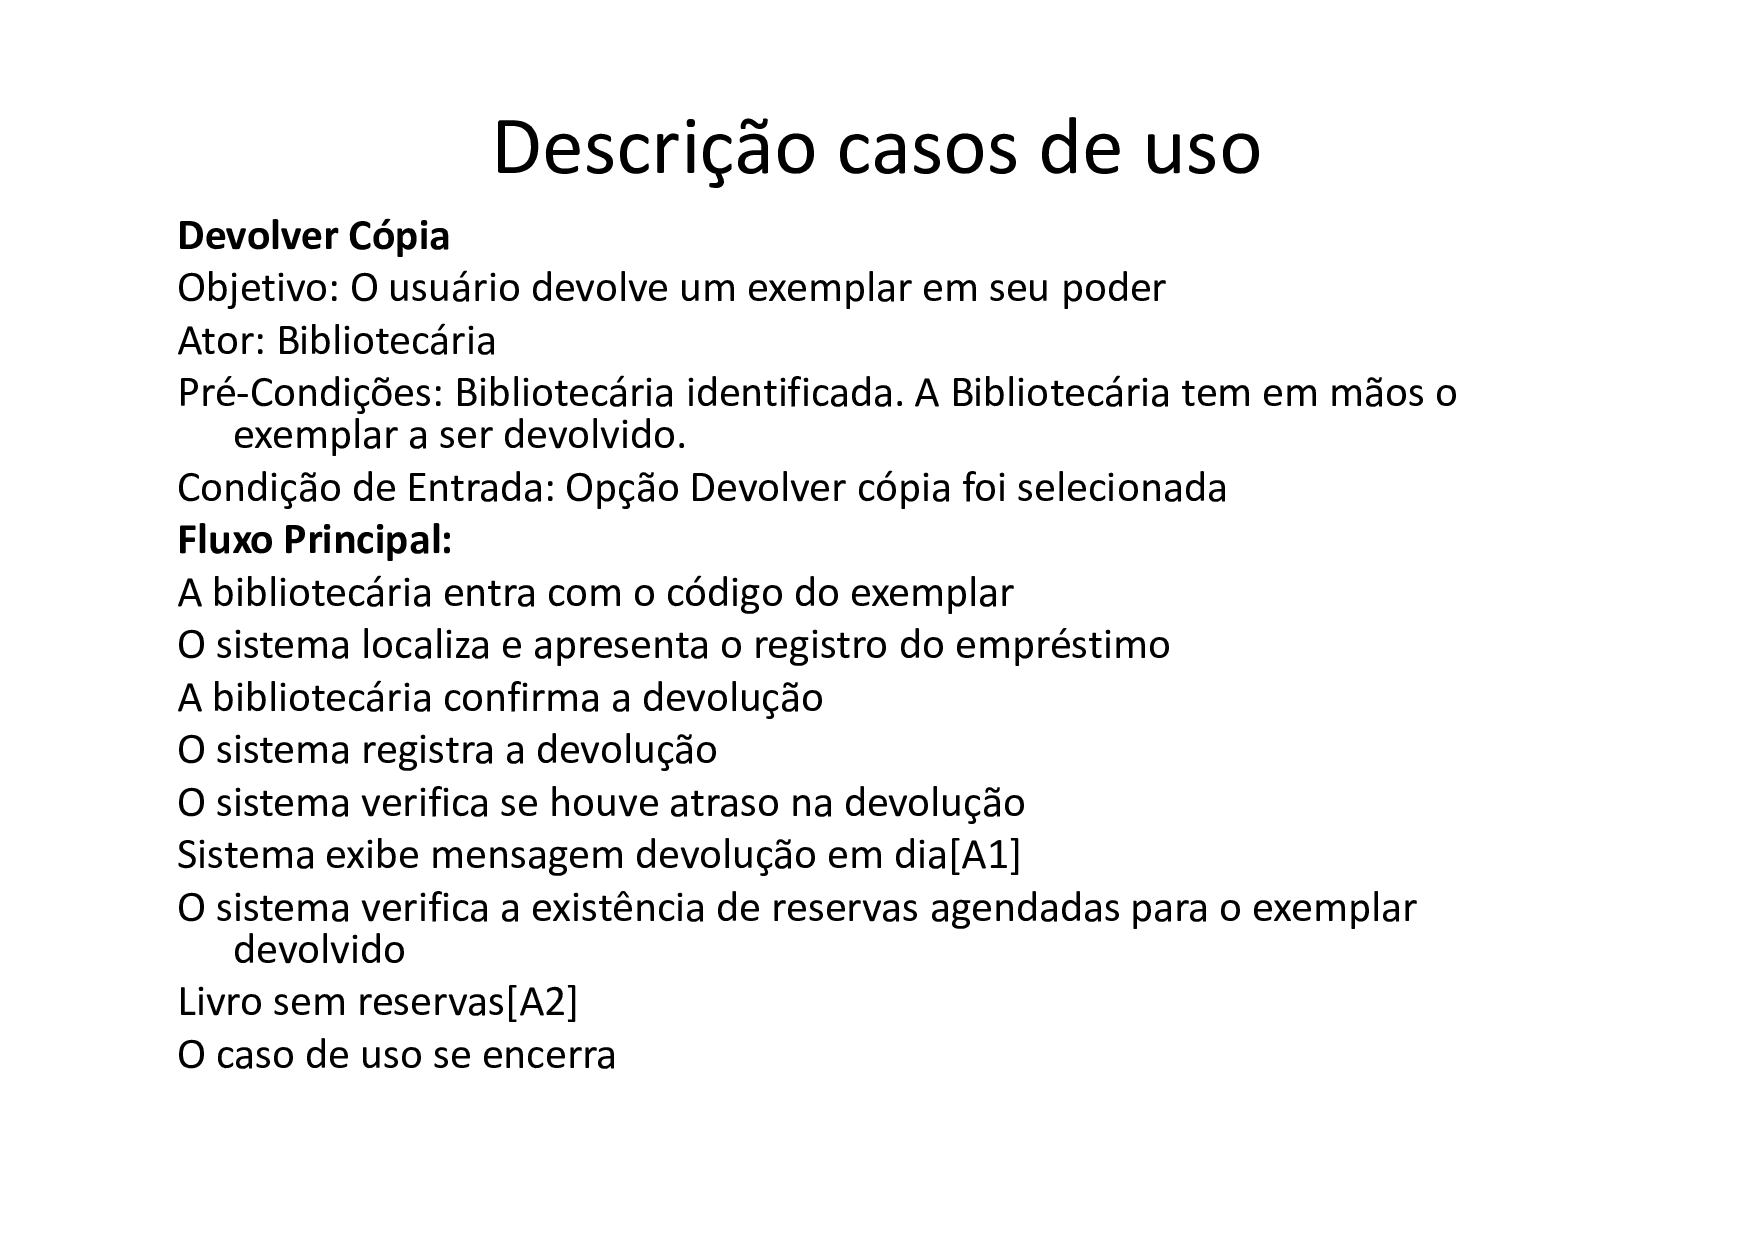 Descrição casos de uso
Devolver Cópia
Objetivo: O usuário devolve um exemplar em seu poder
Ator: Bibliotecária
Pré-Condições: Bibliotecária identificada. A Bibliotecária tem em mãos o
exemplar a ser devolvido.
Condição de Entrada: Opção Devolver cópia foi selecionada
Fluxo Principal:
A bibliotecária entra com o código do exemplar
O sistema localiza e apresenta o registro do empréstimo
A bibliotecária confirma a devolução
O sistema registra a devolução
O sistema verifica se houve atraso na devolução
Sistema exibe mensagem devolução em dia[A1]
O sistema verifica a existência de reservas agendadas para o exemplar
devolvido
Livro sem reservas[A2]
O caso de uso se encerra